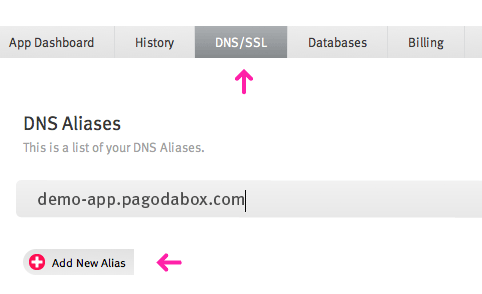 App Dashboard History DNS/SSL Databases Billing
DNS Aliases
This is a list of your DNS Aliases.
demo-app.pagodabox.com
Add New Alias